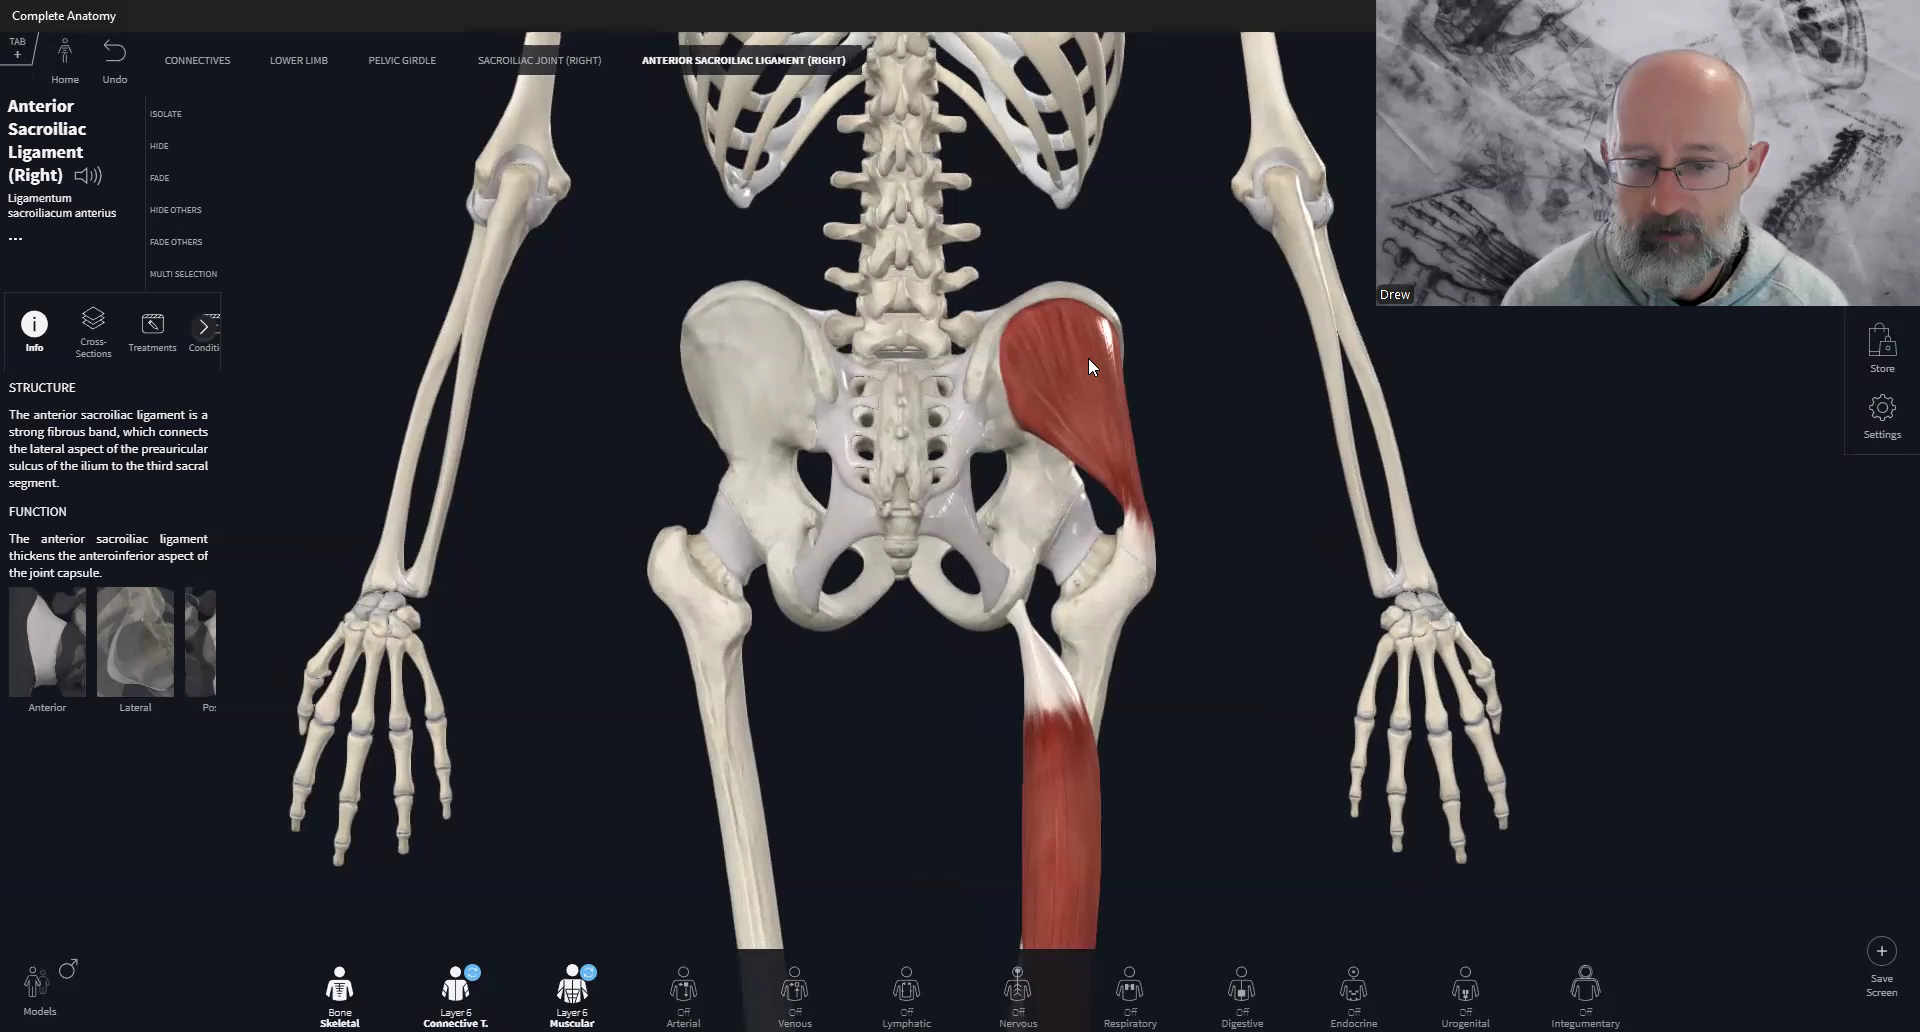 Complete Anatomy
TAB
+
Home
Undo
CONNECTIVES
LOWER LIMB
PELVIC GIRDLE
SACROILIAC JOINT (RIGHT)
ANTERIOR SACROILIAC LIGAMENT (RIGHT)
Anterior
Sacroiliac
Ligament
(Right)
Ligamentum
sacroiliacum anterius
...
ISOLATE
HIDE
FADE
HIDE OTHERS
FADE OTHERS
MULTI SELECTION
Info
Cross-
Sections
Treatments
Conditi
STRUCTURE
The anterior sacroiliac ligament is a
strong fibrous band, which connects
the lateral aspect of the preauricular
sulcus of the ilium to the third sacral
segment.
FUNCTION
The anterior sacroiliac ligament
thickens the anteroinferior aspect of
the joint capsule.
Anterior
Lateral
Pos
Drew
Store
Settings
Save
Screen
Models
Bone
Skeletal
Layer 6
Connective T.
Layer 6
Muscular
Off
Arterial
Off
Venous
Off
Lymphatic
Off
Nervous
Off
Respiratory
Off
Digestive
Off
Endocrine
Off
Urogenital
Off
Integumentary